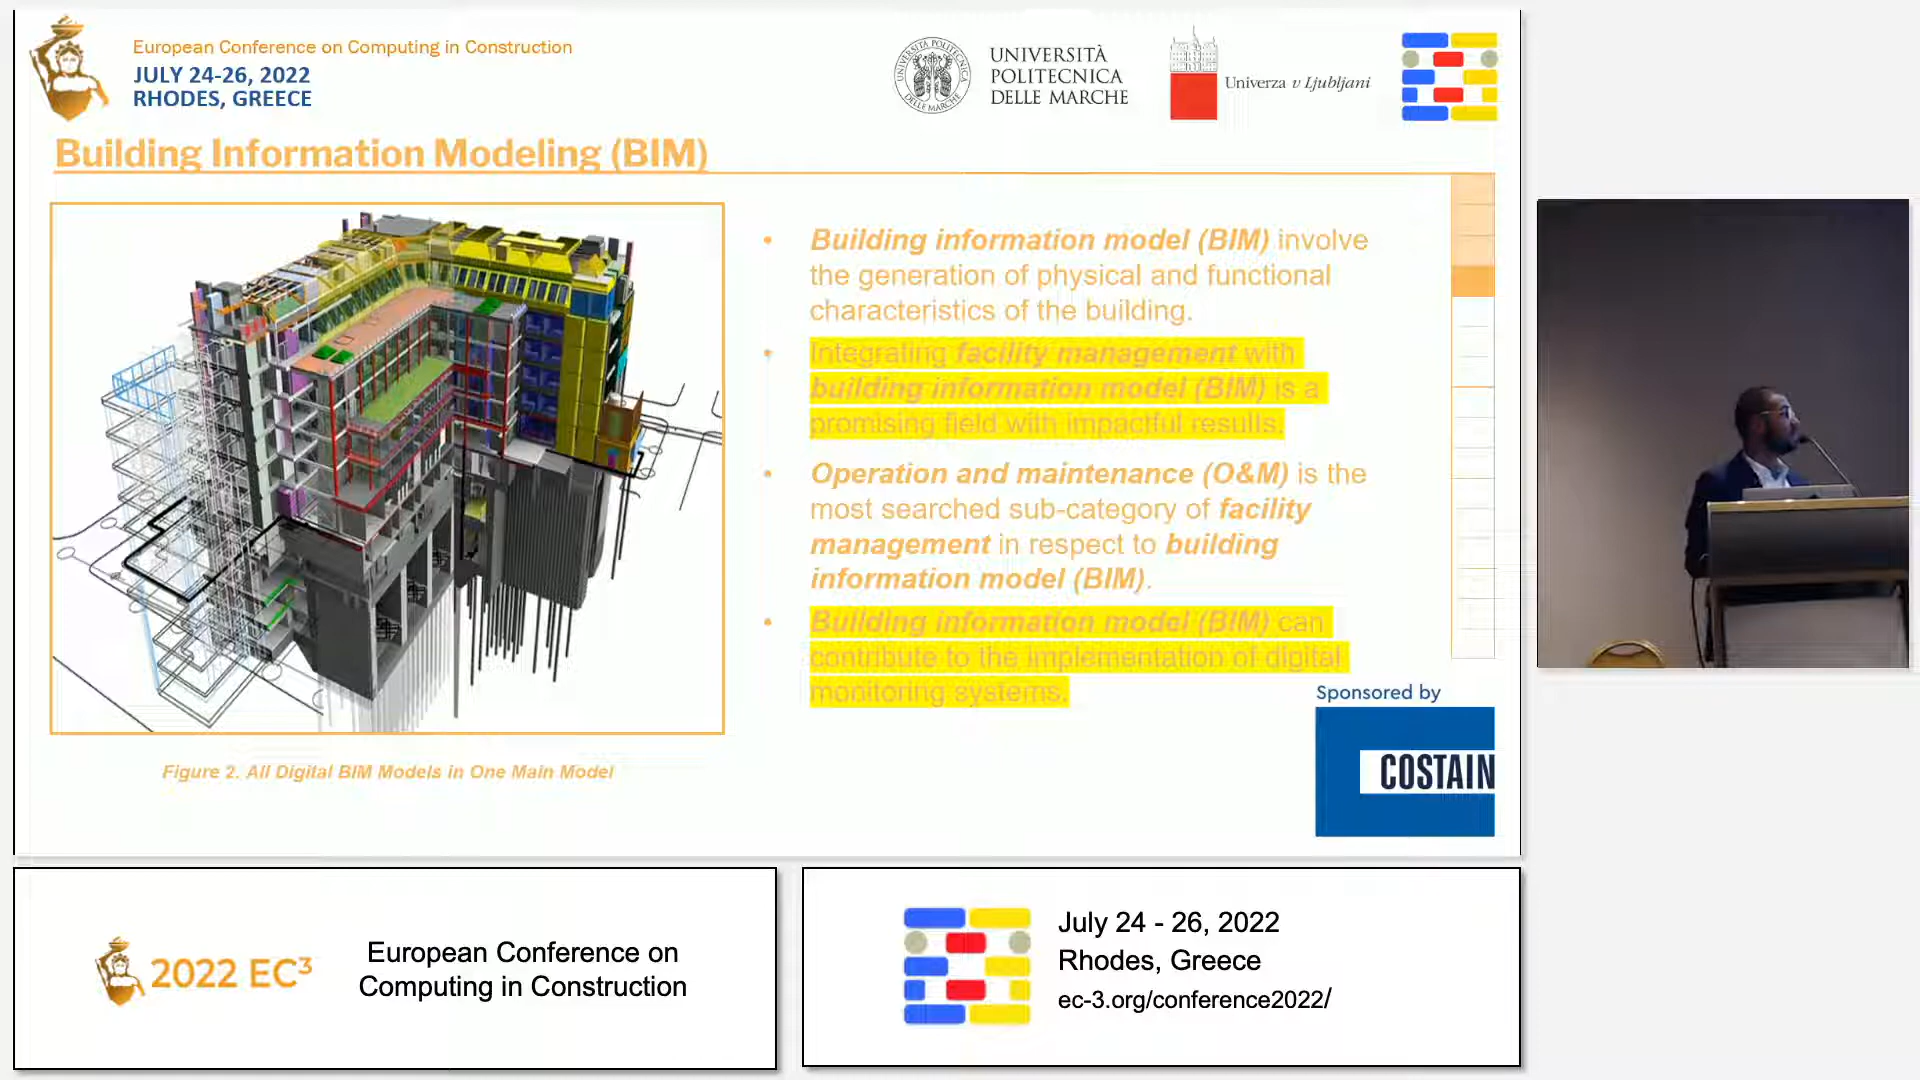 European Conference on Computing in Construction
JULY 24-26, 2022
RHODES, GREECE
UNIVERSITÀ
POLITECNICA
DELLE MARCHE
Univerza v Ljubljani
Building Information Modeling (BIM)
• Building information model (BIM) involve
the generation of physical and functional
characteristics of the building.
• Integrating facility management with
building information model (BIM) is a
promising field with impactful results.
• Operation and maintenance (O&M) is the
most searched sub-category of facility
management in respect to building
information model (BIM).
• Building information model (BIM) can
contribute to the implementation of digital
monitoring systems.
Figure 2. All Digital BIM Models in One Main Model
Sponsored by
COSTAIN
2022 EC³
European Conference on
Computing in Construction
July 24 - 26, 2022
Rhodes, Greece
ec-3.org/conference2022/